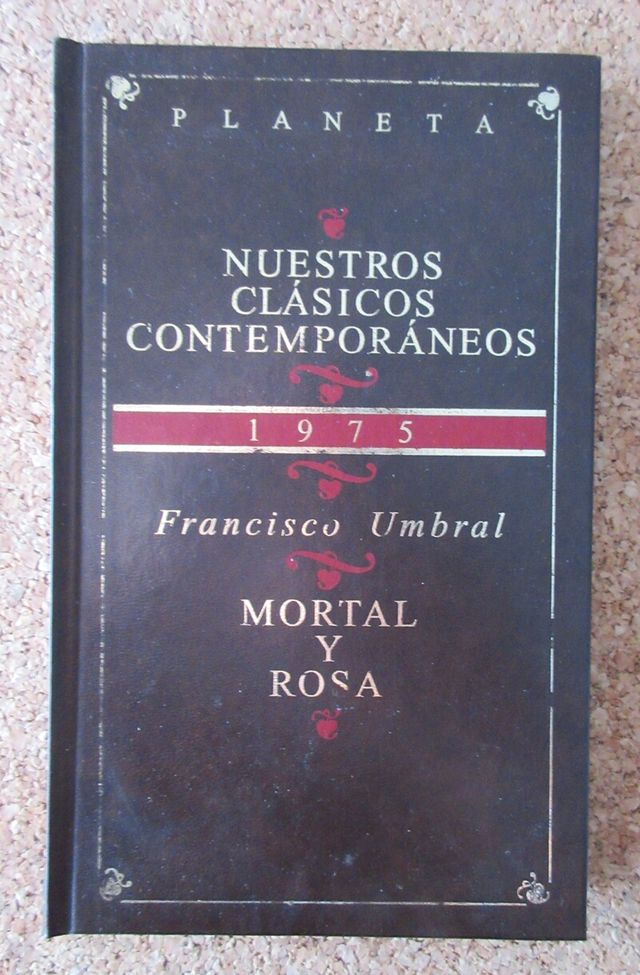 PLANETA
NUESTROS
CLÁSICOS
CONTEMPORÁNEOS
1975
Francisco Umbral
MORTAL
Y
ROSA